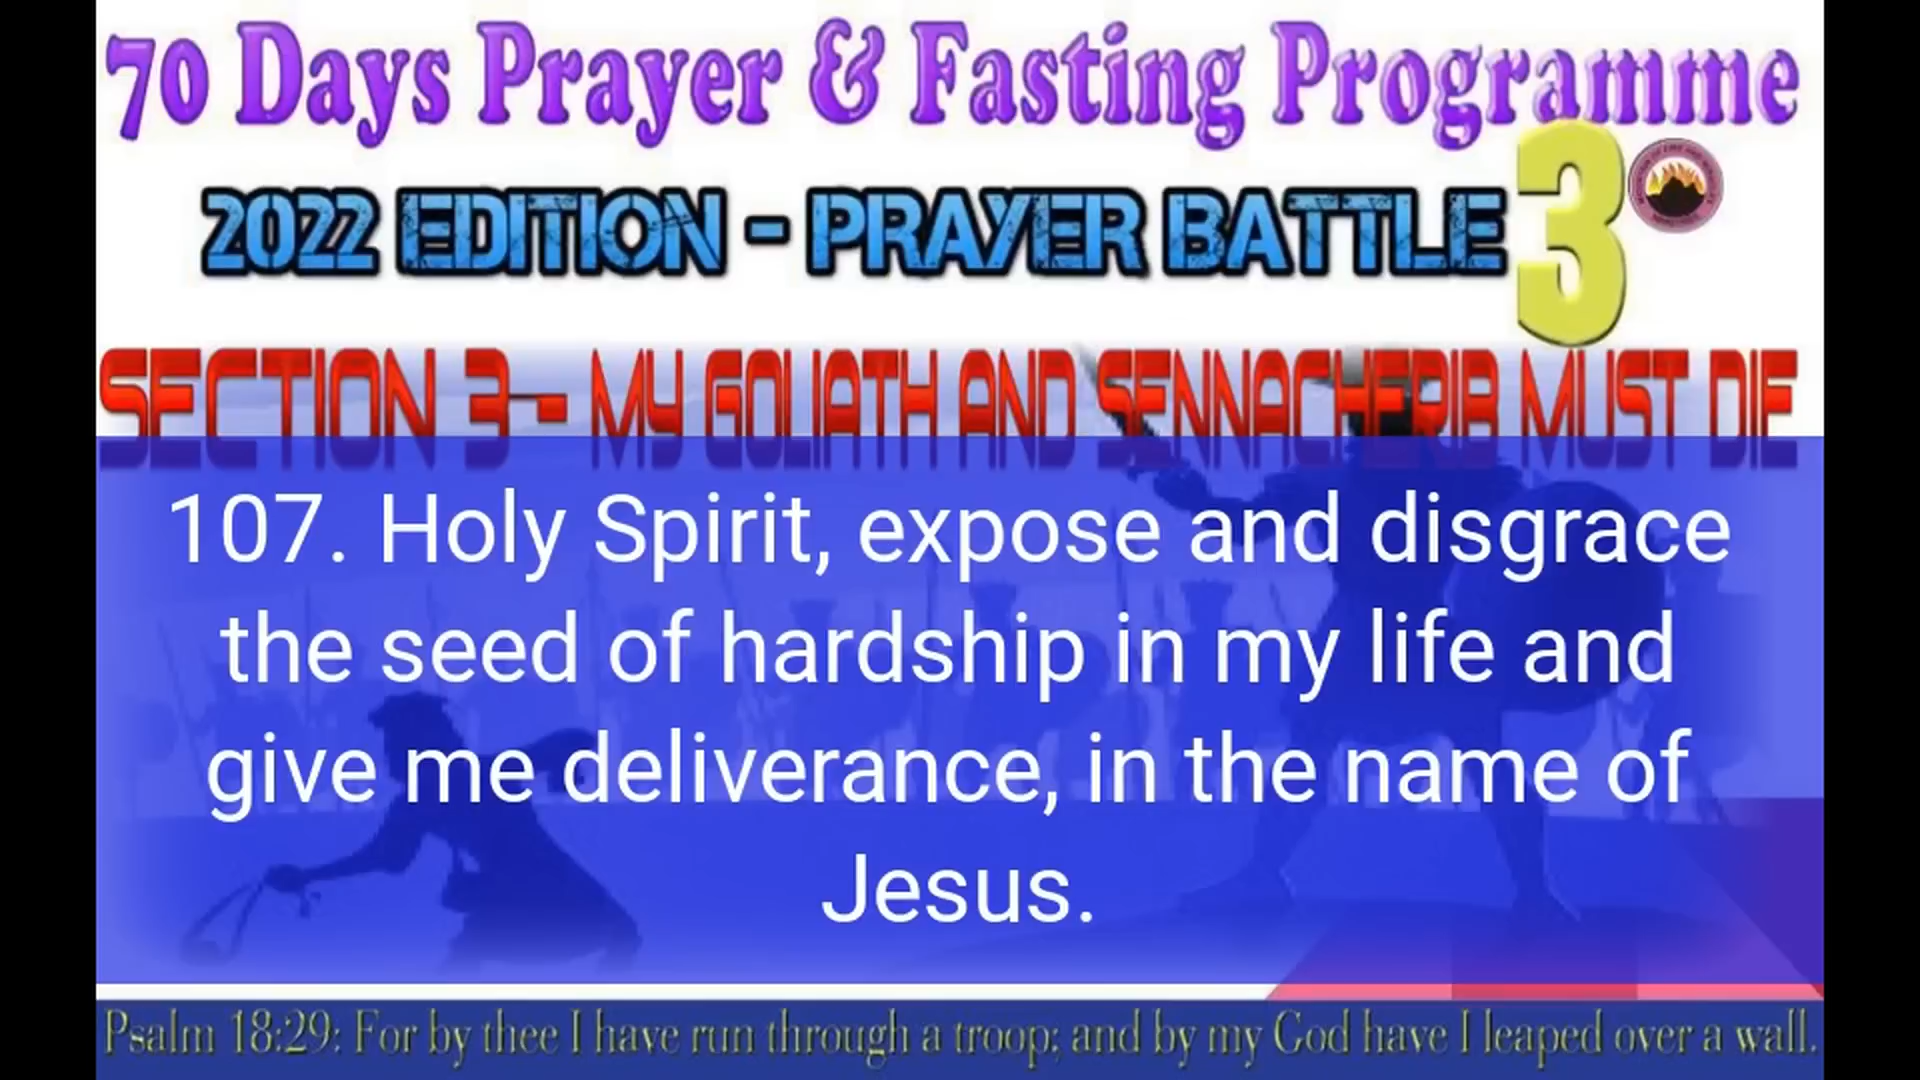 70 Days Prayer & Fasting Programme
2022 EDITION - PRAYER BATTLE 3
SECTION 3 - MY GOLIATH AND SENNACHERIB MUST DIE
107. Holy Spirit, expose and disgrace
the seed of hardship in my life and
give me deliverance, in the name of
Jesus.
Psalm 18:29: For by thee I have run through a troop; and by my God have I leaped over a wall.